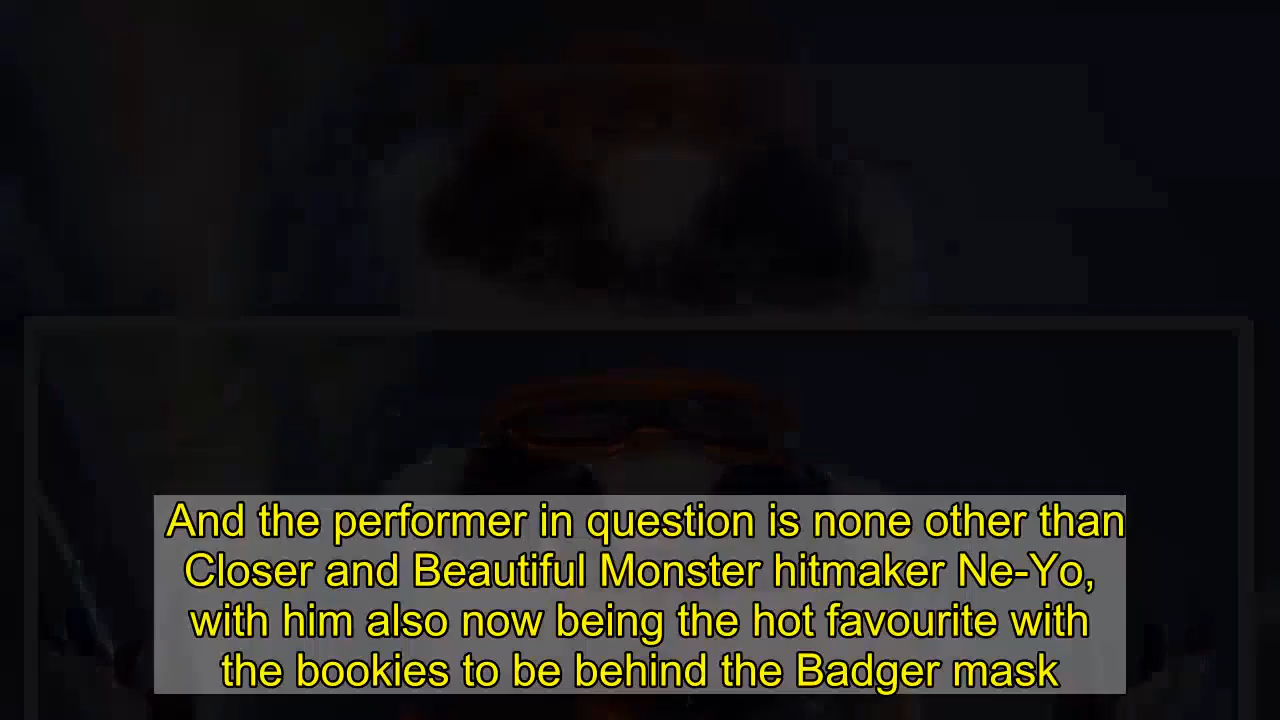 And the performer in question is none other than
Closer and Beautiful Monster hitmaker Ne-Yo,
with him also now being the hot favourite with
the bookies to be behind the Badger mask